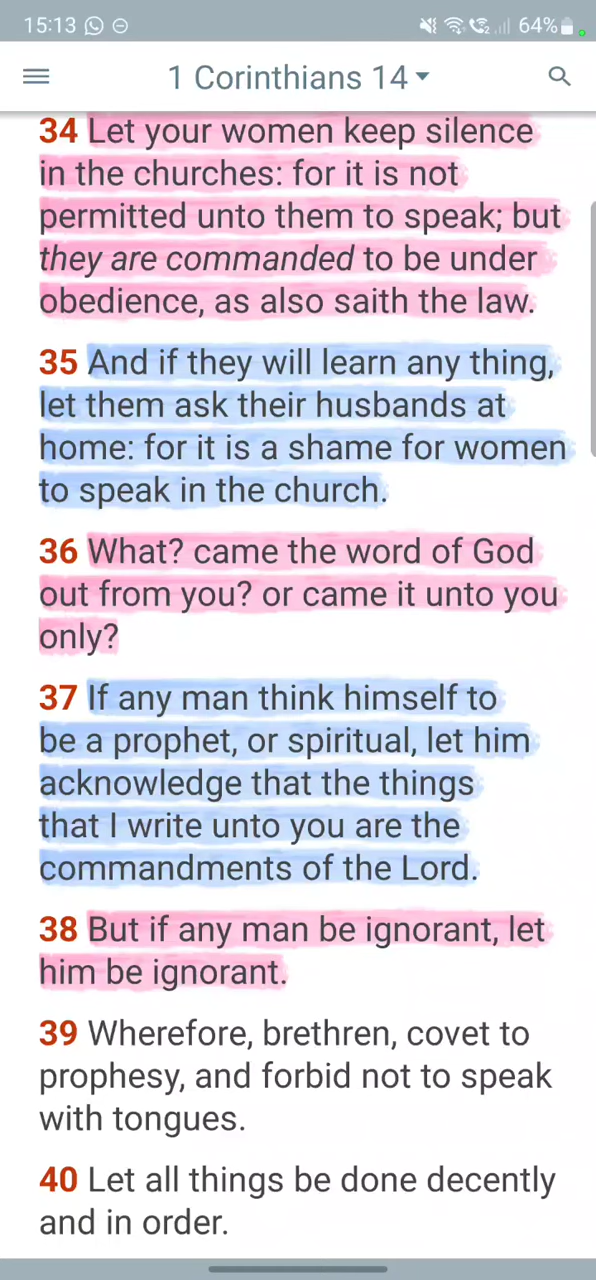 15:13 64%
1 Corinthians 14
34 Let your women keep silence
in the churches: for it is not
permitted unto them to speak; but
they are commanded to be under
obedience, as also saith the law.
35 And if they will learn any thing,
let them ask their husbands at
home: for it is a shame for women
to speak in the church.
36 What? came the word of God
out from you? or came it unto you
only?
37 If any man think himself to
be a prophet, or spiritual, let him
acknowledge that the things
that I write unto you are the
commandments of the Lord.
38 But if any man be ignorant, let
him be ignorant.
39 Wherefore, brethren, covet to
prophesy, and forbid not to speak
with tongues.
40 Let all things be done decently
and in order.